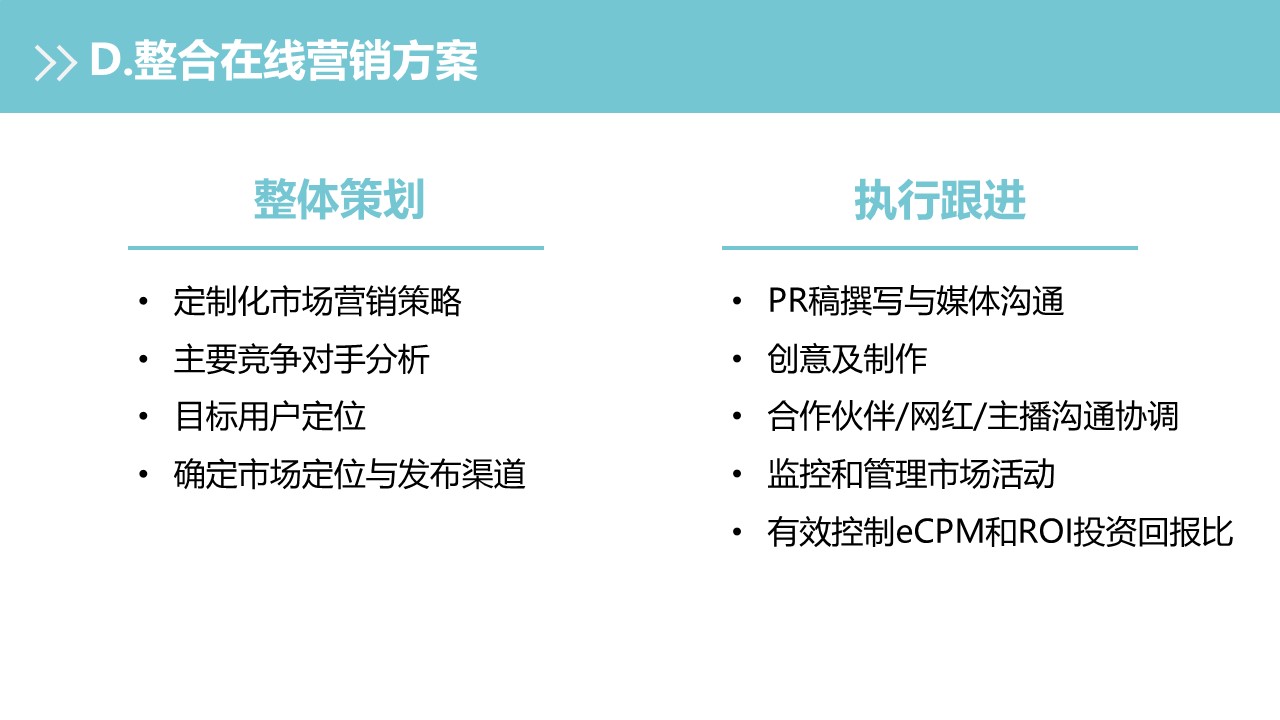 D.整合在线营销方案
整体策划
• 定制化市场营销策略
• 主要竞争对手分析
• 目标用户定位
• 确定市场定位与发布渠道
执行跟进
• PR稿撰写与媒体沟通
• 创意及制作
• 合作伙伴/网红/主播沟通协调
• 监控和管理市场活动
• 有效控制eCPM和ROI投资回报比